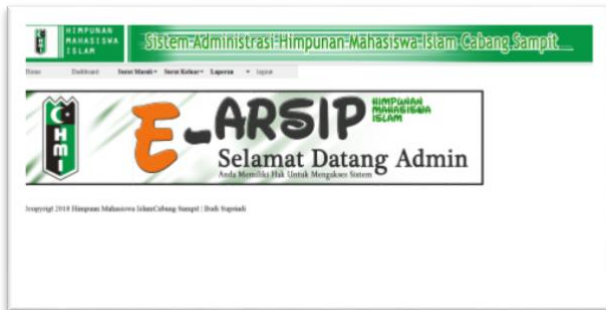 HIMPUNAN
MAHASISWA
ISLAM
Sistem Administrasi Himpunan Mahasiswa Islam Cabang Sampit
Home Dashboard Surat Masuk Surat Keluar Laporan logout
HMI
E-ARSIP
HIMPUNAN
MAHASISWA
ISLAM
Selamat Datang Admin
Anda Memiliki Hak Untuk Mengakses Sistem
2018 Himpunan Mahasiswa IslamCabang Sampit | Budi Supriadi